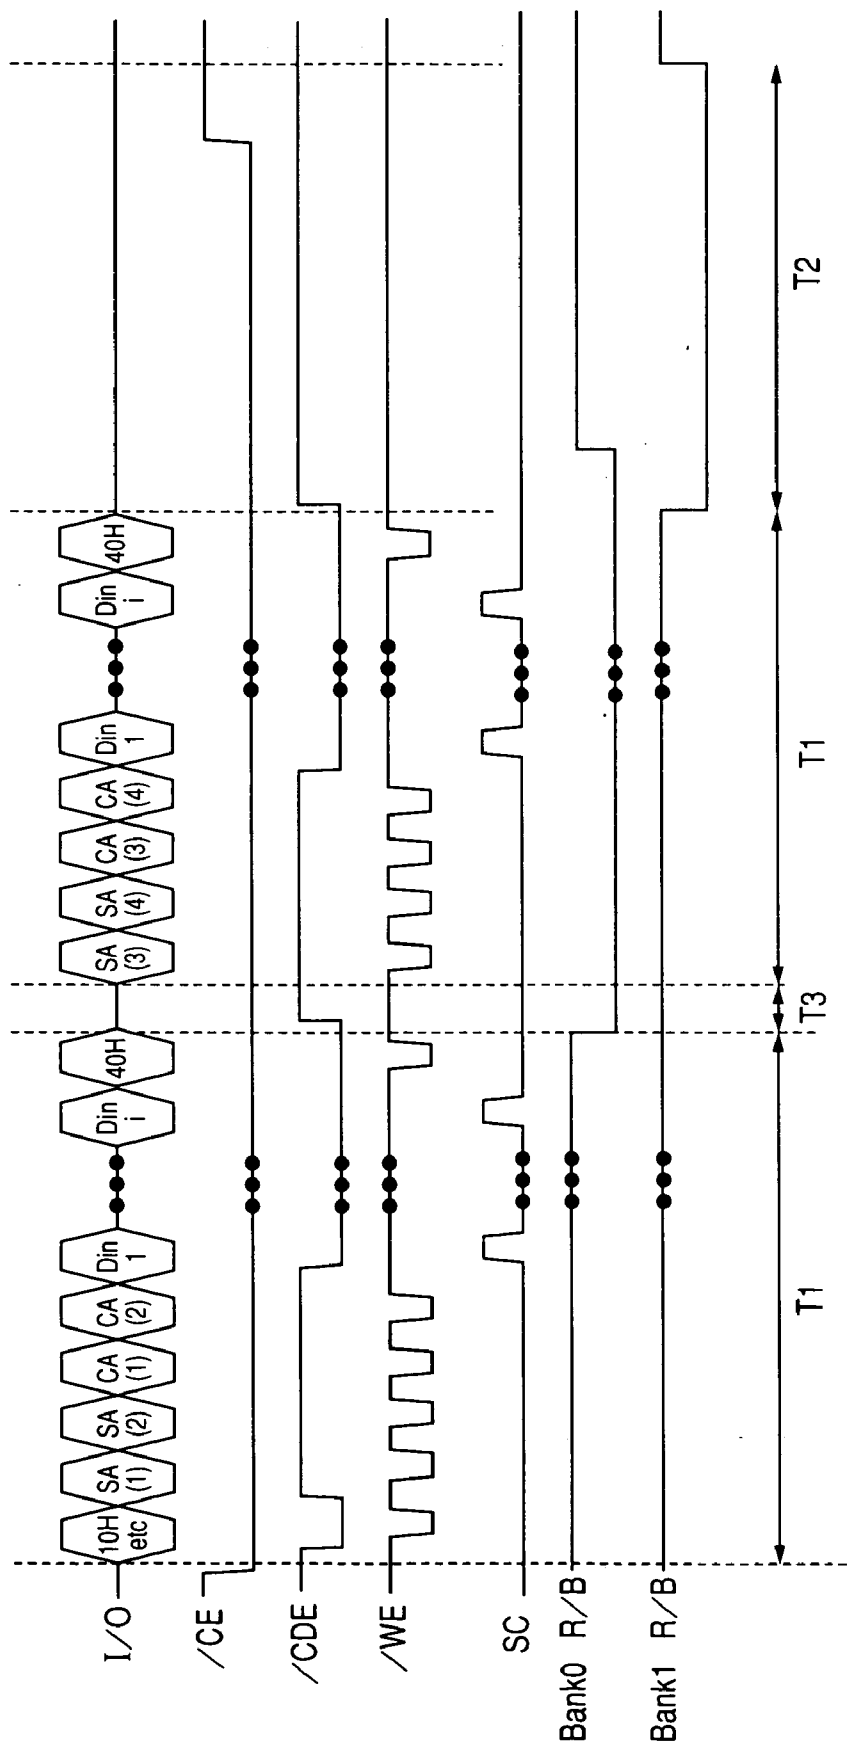 I/O
10H etc
SA (1)
SA (2)
CA (1)
CA (2)
Din 1
Din i
40H
SA (3)
SA (4)
CA (3)
CA (4)
Din 1
Din i
40H
/CE
/CDE
/WE
SC
Bank0 R/B
Bank1 R/B
T1
T3
T1
T2